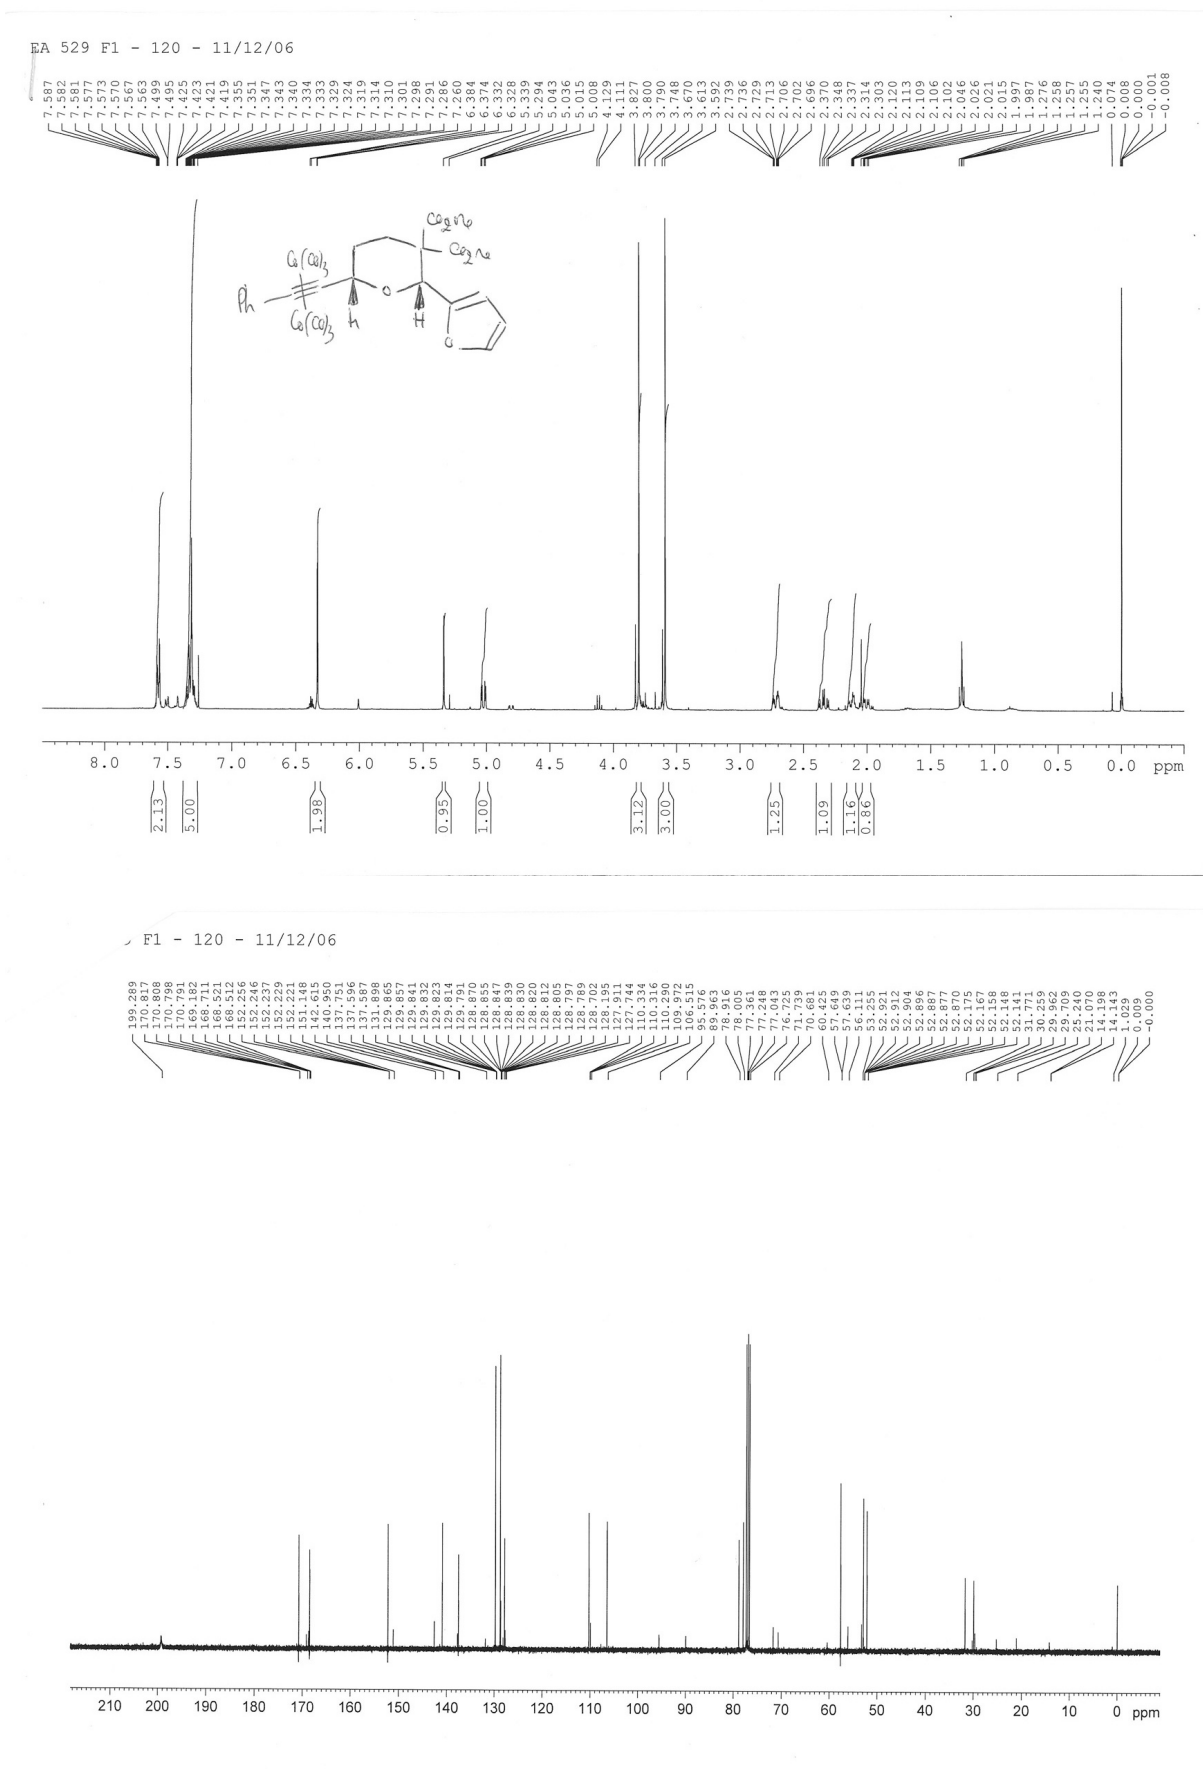 EA 529 F1 - 120 - 11/12/06
7.587 7.582 7.581 7.577 7.573 7.570 7.567 7.563 7.499 7.495 7.425 7.423 7.421 7.419 7.355 7.351 7.347 7.343 7.340 7.334 7.333 7.329 7.324 7.319 7.314 7.310 7.301 7.298 7.291 7.286 7.260 6.384 6.374 6.332 6.328 5.339 5.294 5.043 5.036 5.015 5.008 4.129 4.111 3.827 3.800 3.790 3.748 3.670 3.613 3.592 2.739 2.736 2.729 2.713 2.706 2.702 2.696 2.370 2.348 2.337 2.314 2.303 2.120 2.113 2.109 2.106 2.102 2.046 2.026 2.021 2.015 1.997 1.987 1.276 1.258 1.257 1.255 1.240 0.074 0.008 0.000 -0.001 -0.008
CO2Me
CO2Me
Co(CO)3
Ph
O
Co(CO)3
h
H
O
8.0 7.5 7.0 6.5 6.0 5.5 5.0 4.5 4.0 3.5 3.0 2.5 2.0 1.5 1.0 0.5 0.0 ppm
2.13 5.00 1.98 0.95 1.00 3.12 3.00 1.25 1.09 1.16 0.86
F1 - 120 - 11/12/06
199.289 170.817 170.808 170.798 170.791 169.182 168.711 168.521 168.512 152.256 152.246 152.237 152.229 152.221 151.148 142.615 140.950 137.751 137.596 137.587 131.898 129.865 129.857 129.841 129.832 129.823 129.814 129.791 128.870 128.855 128.847 128.839 128.830 128.820 128.812 128.805 128.797 128.789 128.702 128.195 127.911 127.744 110.334 110.316 110.290 109.972 106.515 95.576 89.963 78.916 78.005 77.361 77.248 77.043 76.725 71.739 70.681 60.425 57.649 57.639 56.111 53.255 52.921 52.912 52.904 52.896 52.887 52.877 52.870 52.175 52.167 52.158 52.148 52.141 31.771 30.259 29.962 29.709 25.240 21.070 14.198 14.143 1.029 0.009 -0.000
210 200 190 180 170 160 150 140 130 120 110 100 90 80 70 60 50 40 30 20 10 0 ppm